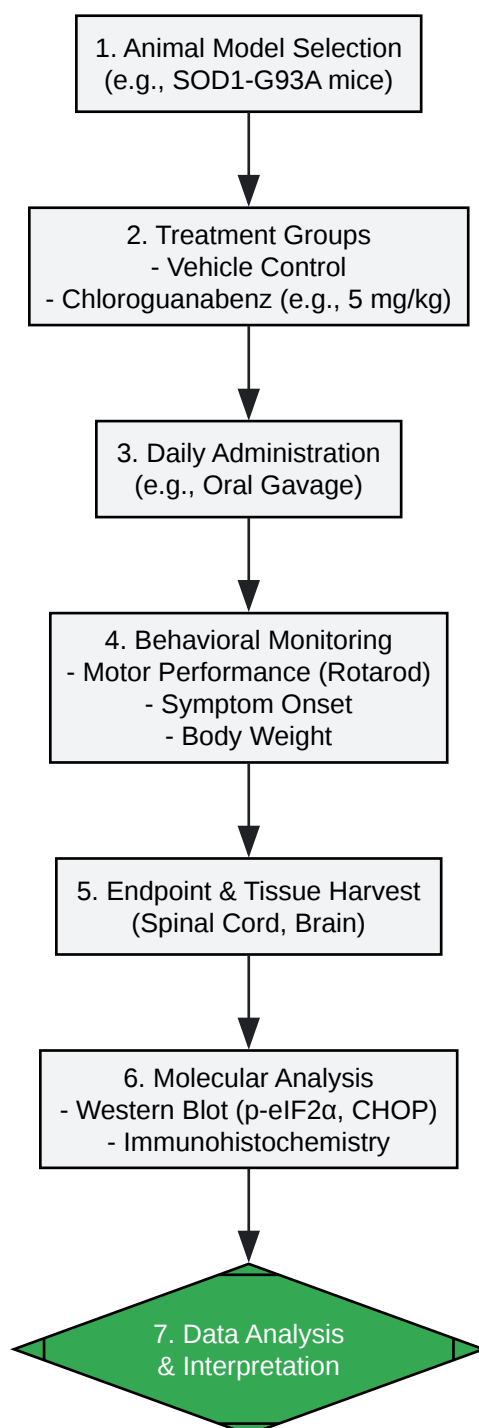 1. Animal Model Selection
(e.g., SOD1-G93A mice)
2. Treatment Groups
- Vehicle Control
- Chloroguanabenz (e.g., 5 mg/kg)
3. Daily Administration
(e.g., Oral Gavage)
4. Behavioral Monitoring
- Motor Performance (Rotarod)
- Symptom Onset
- Body Weight
5. Endpoint & Tissue Harvest
(Spinal Cord, Brain)
6. Molecular Analysis
- Western Blot (p-eIF2α, CHOP)
- Immunohistochemistry
7. Data Analysis
& Interpretation